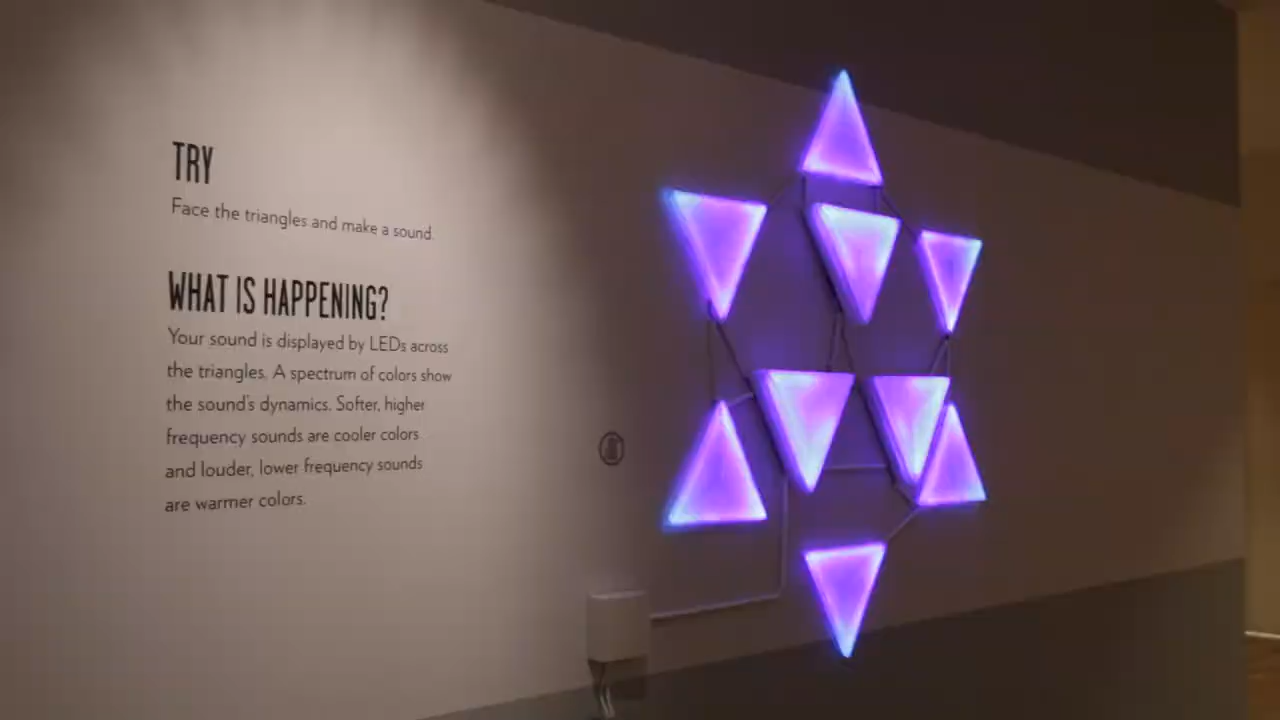 TRY
Face the triangles and make a sound.
WHAT IS HAPPENING?
Your sound is displayed by LEDs across
the triangles. A spectrum of colors show
the sound's dynamics. Softer, higher
frequency sounds are cooler colors
and louder, lower frequency sounds
are warmer colors.